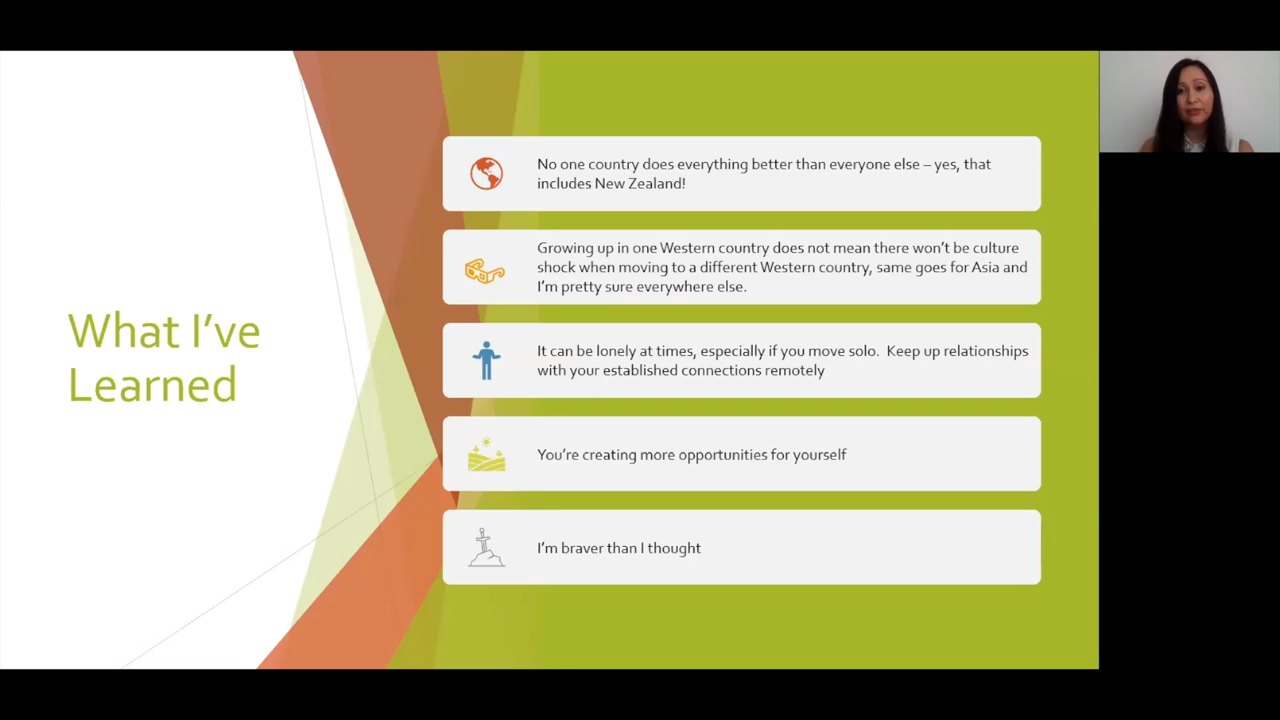 What I’ve
Learned
No one country does everything better than everyone else – yes, that
includes New Zealand!
Growing up in one Western country does not mean there won’t be culture
shock when moving to a different Western country, same goes for Asia and
I’m pretty sure everywhere else.
It can be lonely at times, especially if you move solo.  Keep up relationships
with your established connections remotely
You’re creating more opportunities for yourself
I’m braver than I thought